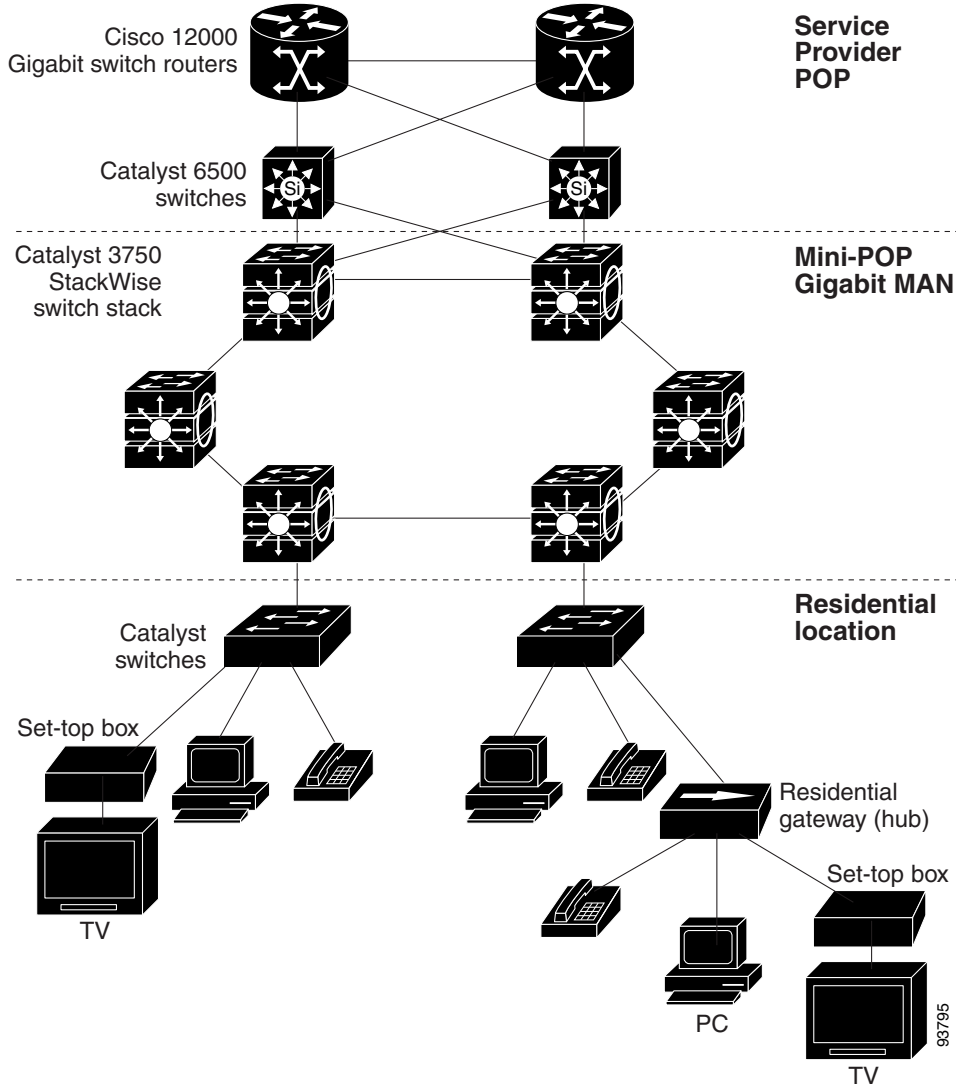 Cisco 12000
Gigabit switch routers
Service
Provider
POP
Catalyst 6500
switches
Si
Si
Catalyst 3750
StackWise
switch stack
Mini-POP
Gigabit MAN
Residential
location
Catalyst
switches
Set-top box
TV
Residential
gateway (hub)
Set-top box
PC
TV
93795